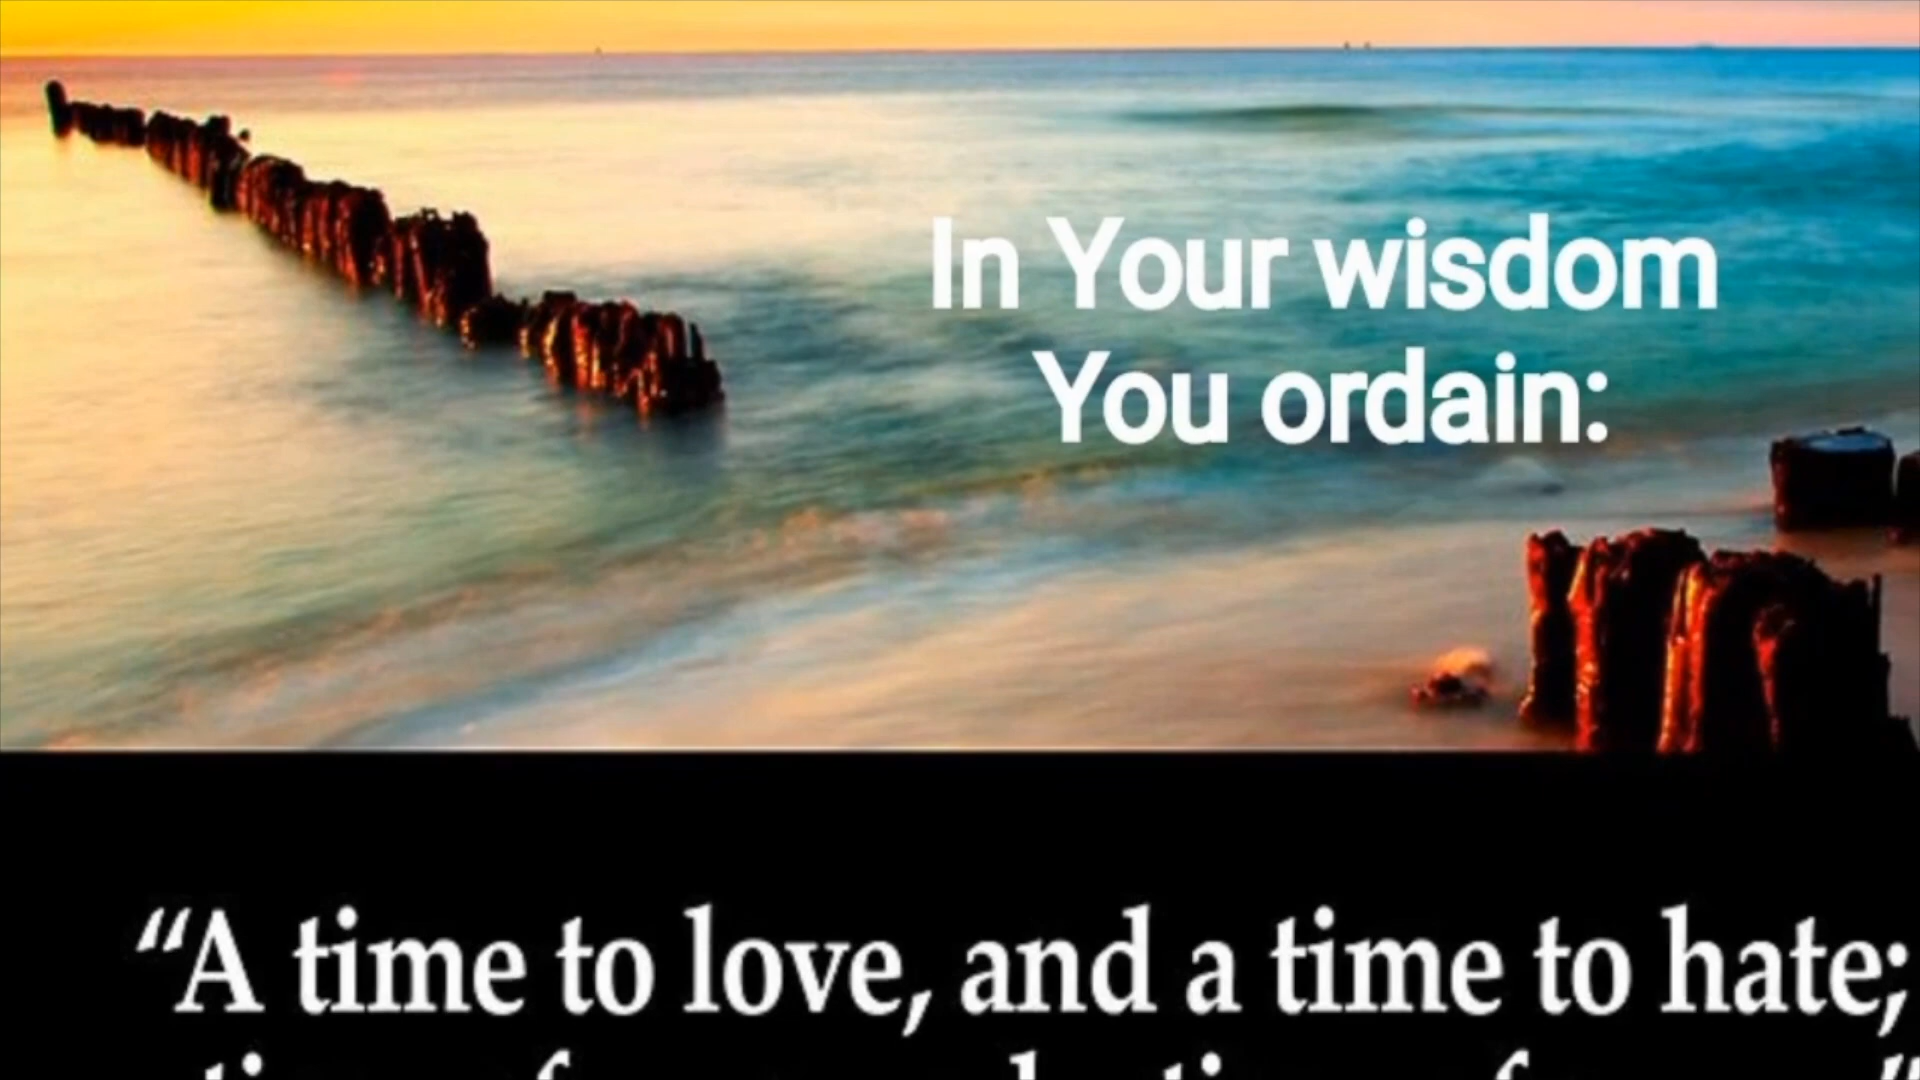 In Your wisdom
You ordain:
“A time to love, and a time to hate;